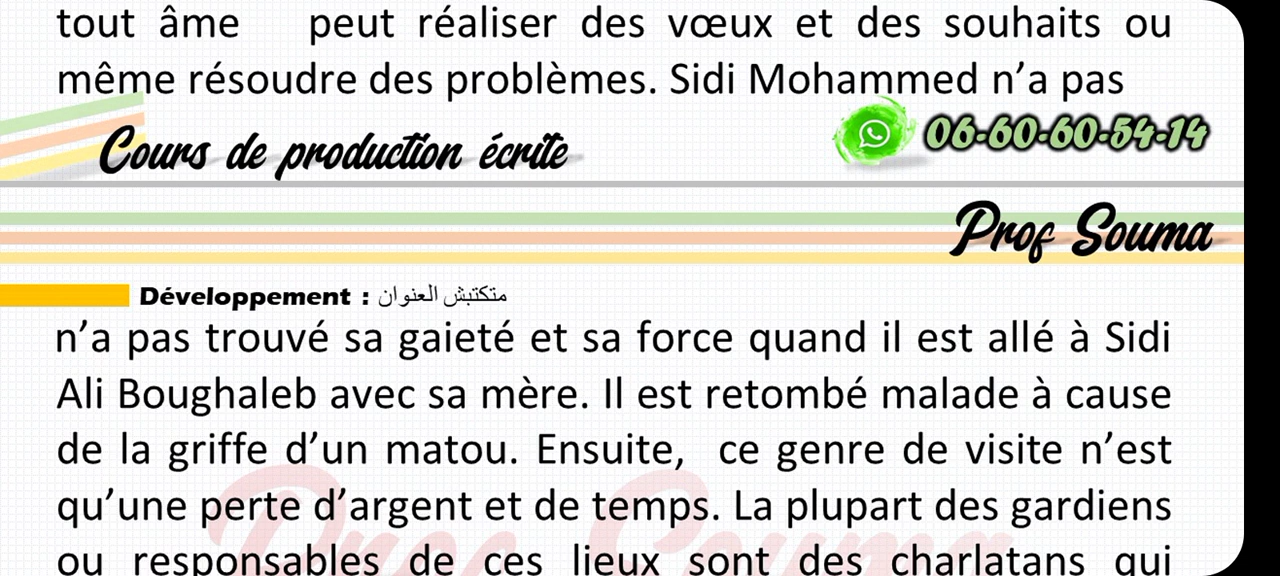 tout âme peut réaliser des vœux et des souhaits ou
même résoudre des problèmes. Sidi Mohammed n'a pas
Cours de production écrite
06-60-60-54-14
Prof Souma
Développement : متكتبش العنوان
n'a pas trouvé sa gaieté et sa force quand il est allé à Sidi
Ali Boughaleb avec sa mère. Il est retombé malade à cause
de la griffe d'un matou. Ensuite, ce genre de visite n'est
qu'une perte d'argent et de temps. La plupart des gardiens
ou responsables de ces lieux sont des charlatans qui
Prof Souma